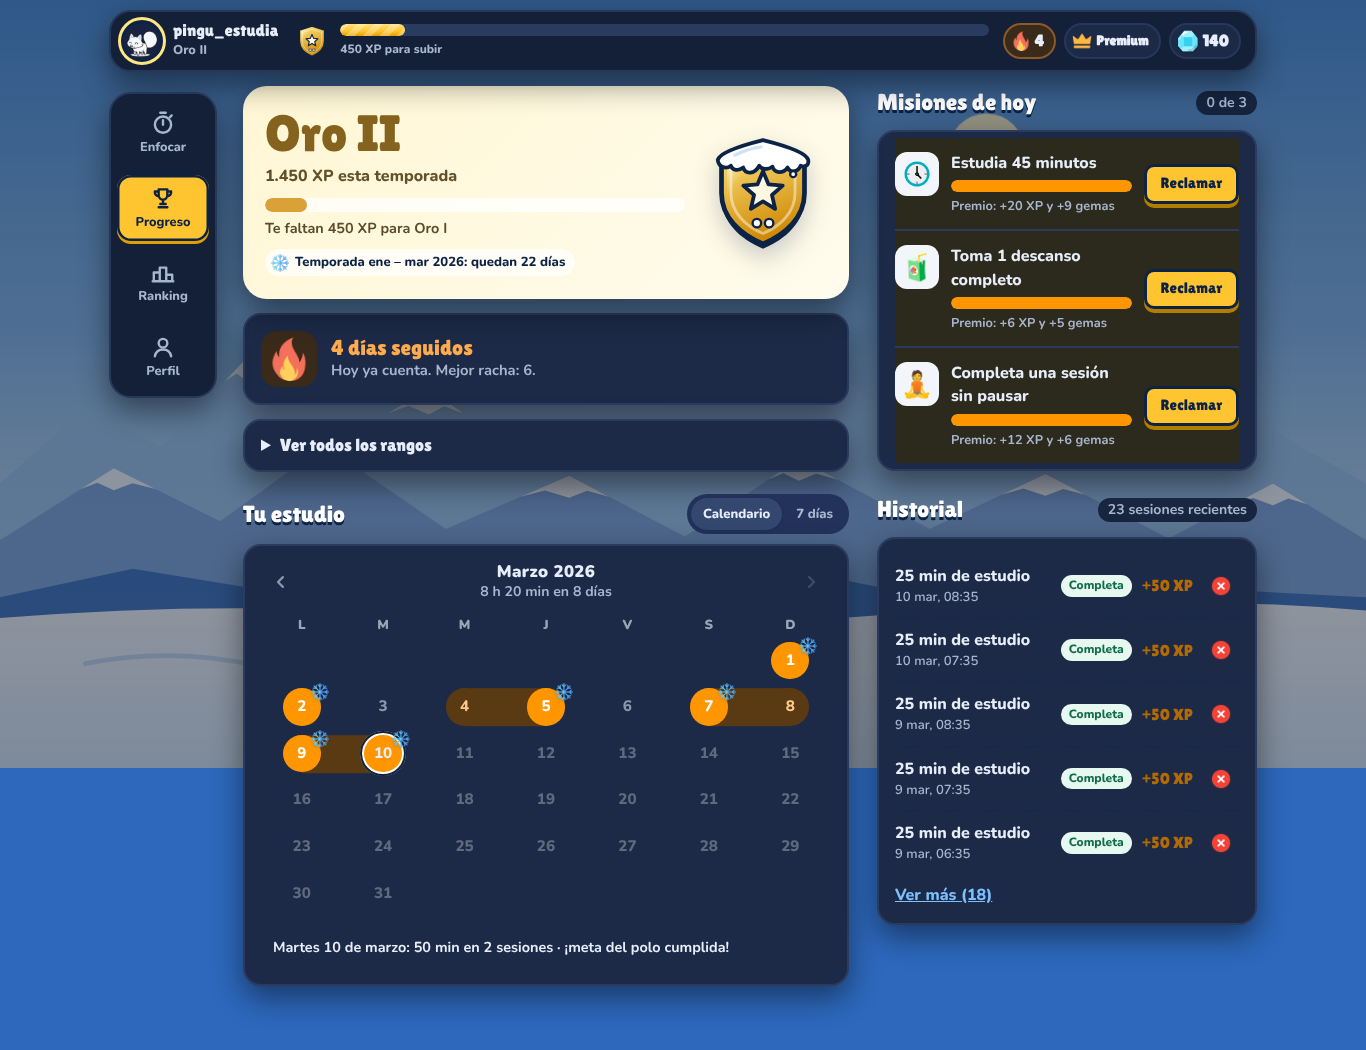 pingu_estudia
Oro II
450 XP para subir
4
Premium
140
Enfocar
Progreso
Ranking
Perfil
Oro II
1.450 XP esta temporada
Te faltan 450 XP para Oro I
Temporada ene – mar 2026: quedan 22 días
4 días seguidos
Hoy ya cuenta. Mejor racha: 6.
Ver todos los rangos
Tu estudio
Calendario
7 días
Marzo 2026
8 h 20 min en 8 días
L M M J V S D
1
2 3 4 5 6 7 8
9 10 11 12 13 14 15
16 17 18 19 20 21 22
23 24 25 26 27 28 29
30 31
Martes 10 de marzo: 50 min en 2 sesiones · ¡meta del polo cumplida!
Misiones de hoy
0 de 3
Estudia 45 minutos
Premio: +20 XP y +9 gemas
Reclamar
Toma 1 descanso
completo
Premio: +6 XP y +5 gemas
Reclamar
Completa una sesión
sin pausar
Premio: +12 XP y +6 gemas
Reclamar
Historial
23 sesiones recientes
25 min de estudio
10 mar, 08:35
Completa
+50 XP
25 min de estudio
10 mar, 07:35
Completa
+50 XP
25 min de estudio
9 mar, 08:35
Completa
+50 XP
25 min de estudio
9 mar, 07:35
Completa
+50 XP
25 min de estudio
9 mar, 06:35
Completa
+50 XP
Ver más (18)